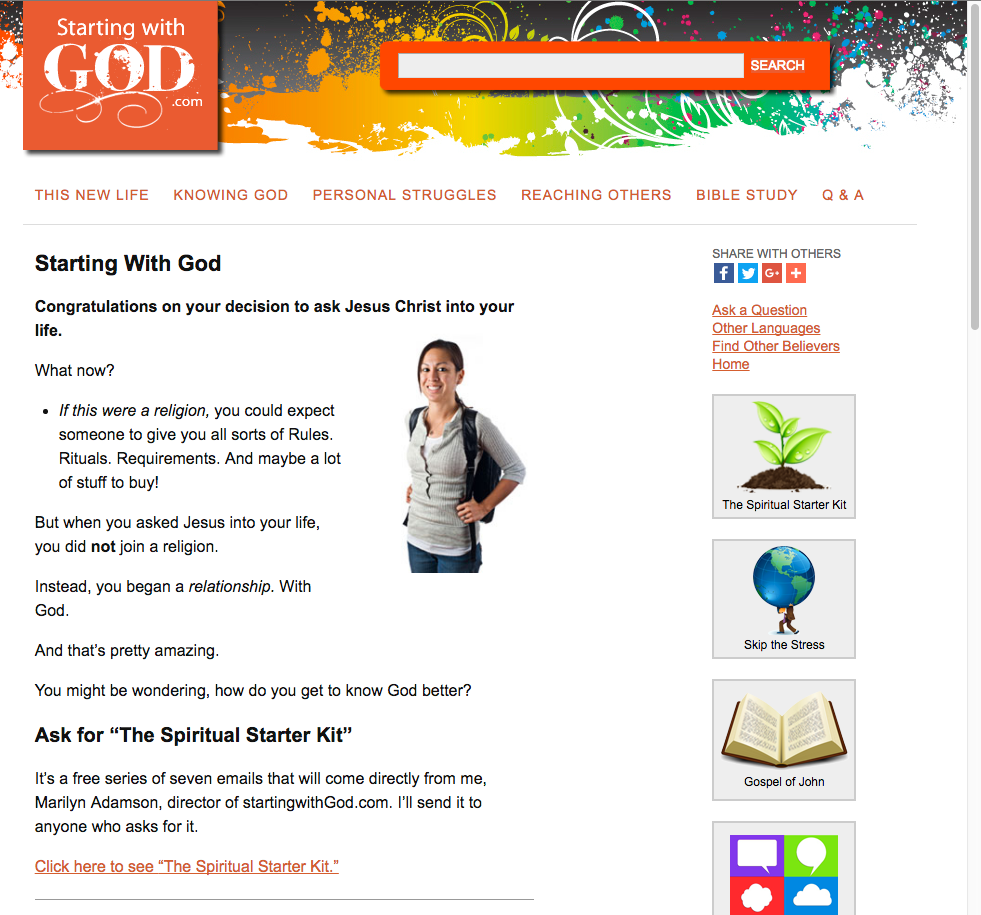 Starting with
GOD
.com
SEARCH
THIS NEW LIFE
KNOWING GOD
PERSONAL STRUGGLES
REACHING OTHERS
BIBLE STUDY
Q & A
Starting With God
Congratulations on your decision to ask Jesus Christ into your
life.
What now?
• If this were a religion, you could expect
someone to give you all sorts of Rules.
Rituals. Requirements. And maybe a lot
of stuff to buy!
But when you asked Jesus into your life,
you did not join a religion.
Instead, you began a relationship. With
God.
And that’s pretty amazing.
You might be wondering, how do you get to know God better?
Ask for “The Spiritual Starter Kit”
It's a free series of seven emails that will come directly from me,
Marilyn Adamson, director of startingwithGod.com. I’ll send it to
anyone who asks for it.
Click here to see “The Spiritual Starter Kit.”
SHARE WITH OTHERS
Ask a Question
Other Languages
Find Other Believers
Home
The Spiritual Starter Kit
Skip the Stress
Gospel of John